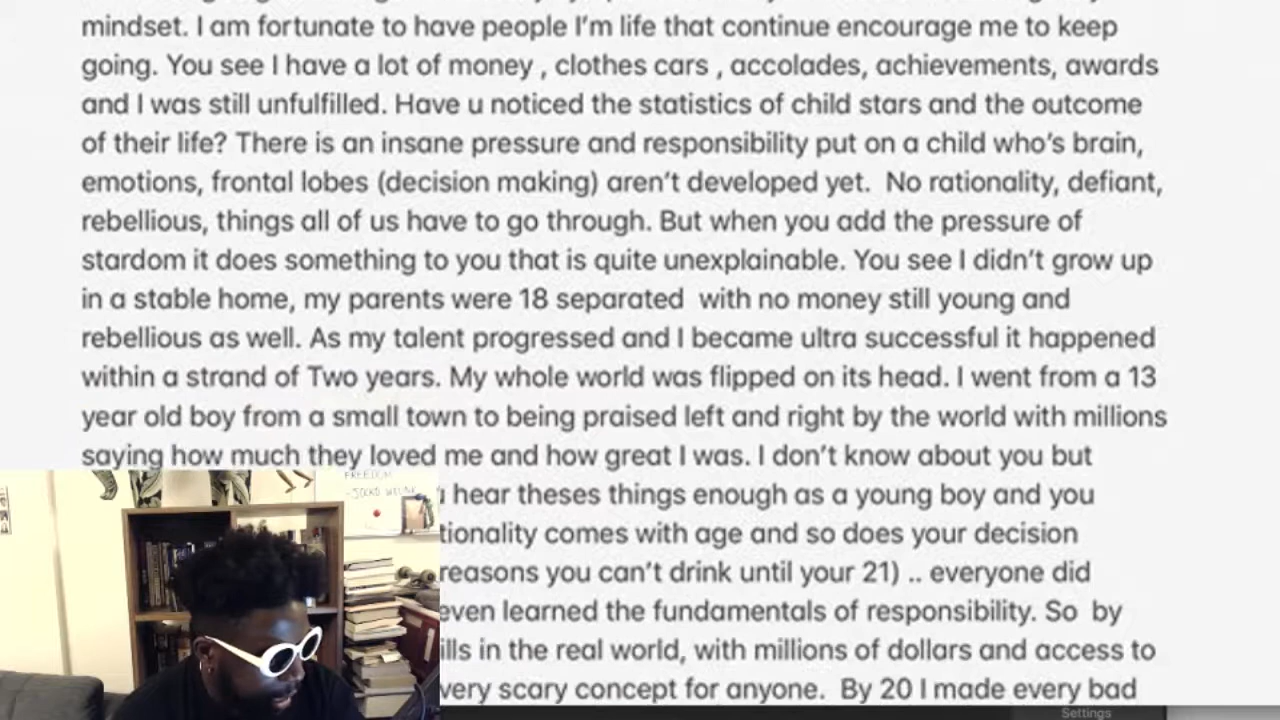 mindset. I am fortunate to have people I'm life that continue encourage me to keep
going. You see I have a lot of money , clothes cars , accolades, achievements, awards
and I was still unfulfilled. Have u noticed the statistics of child stars and the outcome
of their life? There is an insane pressure and responsibility put on a child who's brain,
emotions, frontal lobes (decision making) aren't developed yet.  No rationality, defiant,
rebellious, things all of us have to go through. But when you add the pressure of
stardom it does something to you that is quite unexplainable. You see I didn't grow up
in a stable home, my parents were 18 separated  with no money still young and
rebellious as well. As my talent progressed and I became ultra successful it happened
within a strand of Two years. My whole world was flipped on its head. I went from a 13
year old boy from a small town to being praised left and right by the world with millions
saying how much they loved me and how great I was. I don't know about you but
hear theses things enough as a young boy and you
tionality comes with age and so does your decision
reasons you can't drink until your 21) .. everyone did
even learned the fundamentals of responsibility. So  by
ills in the real world, with millions of dollars and access to
very scary concept for anyone.  By 20 I made every bad
FREEDOM
-JOCKO WILLINK
Settings